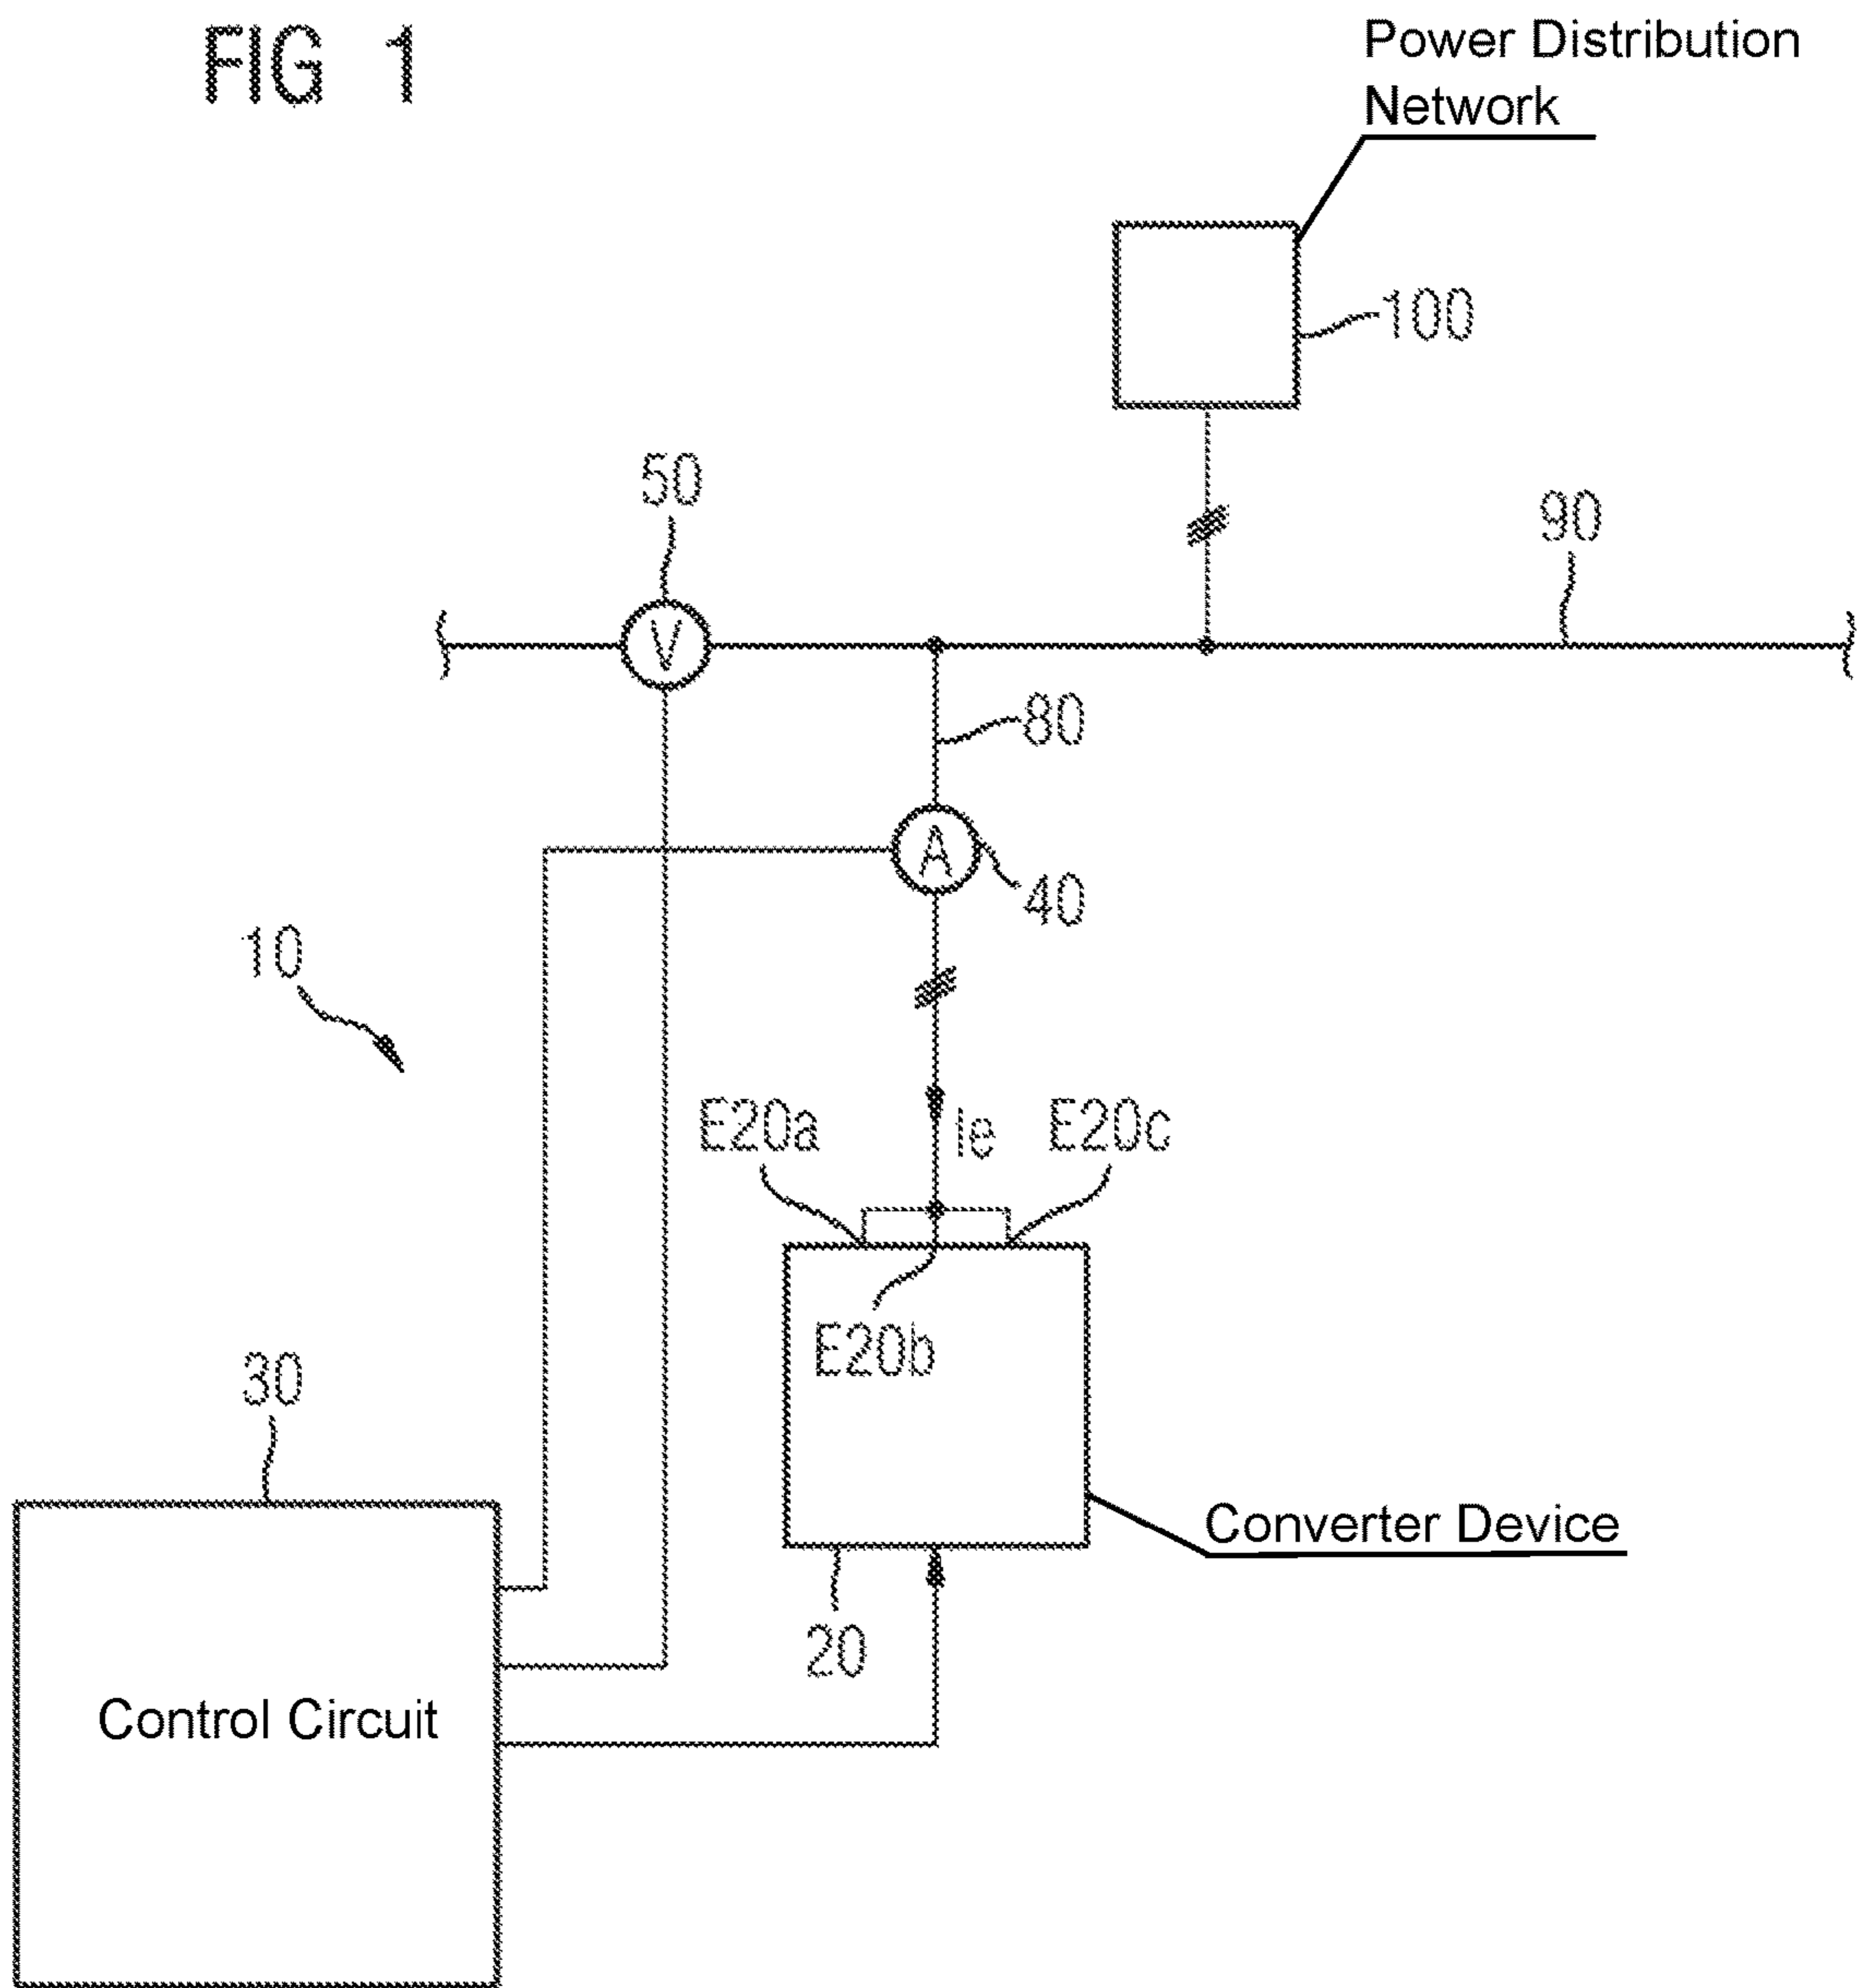 FIG 1
Power Distribution
Network
100
50
90
V
80
A
40
10
E20a
Ie
E20c
E20b
30
Converter Device
20
Control Circuit